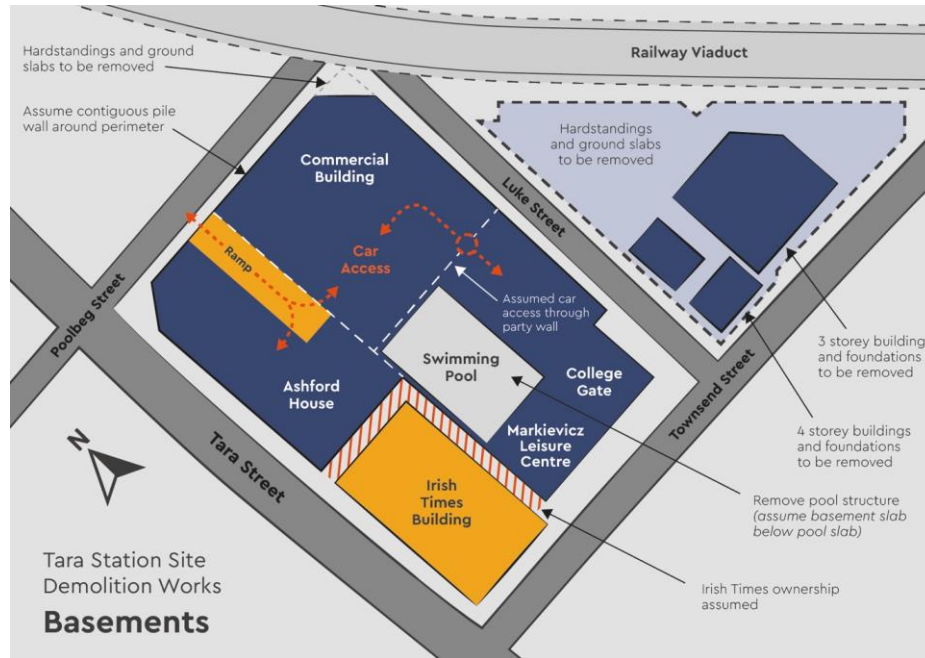 Railway Viaduct
Hardstandings and ground
slabs to be removed
Assume contiguous pile
wall around perimeter
Commercial
Building
Hardstandings
and ground slabs
to be removed
Luke Street
Ramp
Car
Access
Assumed car
access through
party wall
Poolbeg Street
Swimming
Pool
College
Gate
Ashford
House
Markievicz
Leisure
Centre
Townsend Street
3 storey building
and foundations
to be removed
4 storey buildings
and foundations
to be removed
Tara Street
N
Irish
Times
Building
Remove pool structure
(assume basement slab
below pool slab)
Irish Times ownership
assumed
Tara Station Site
Demolition Works
Basements